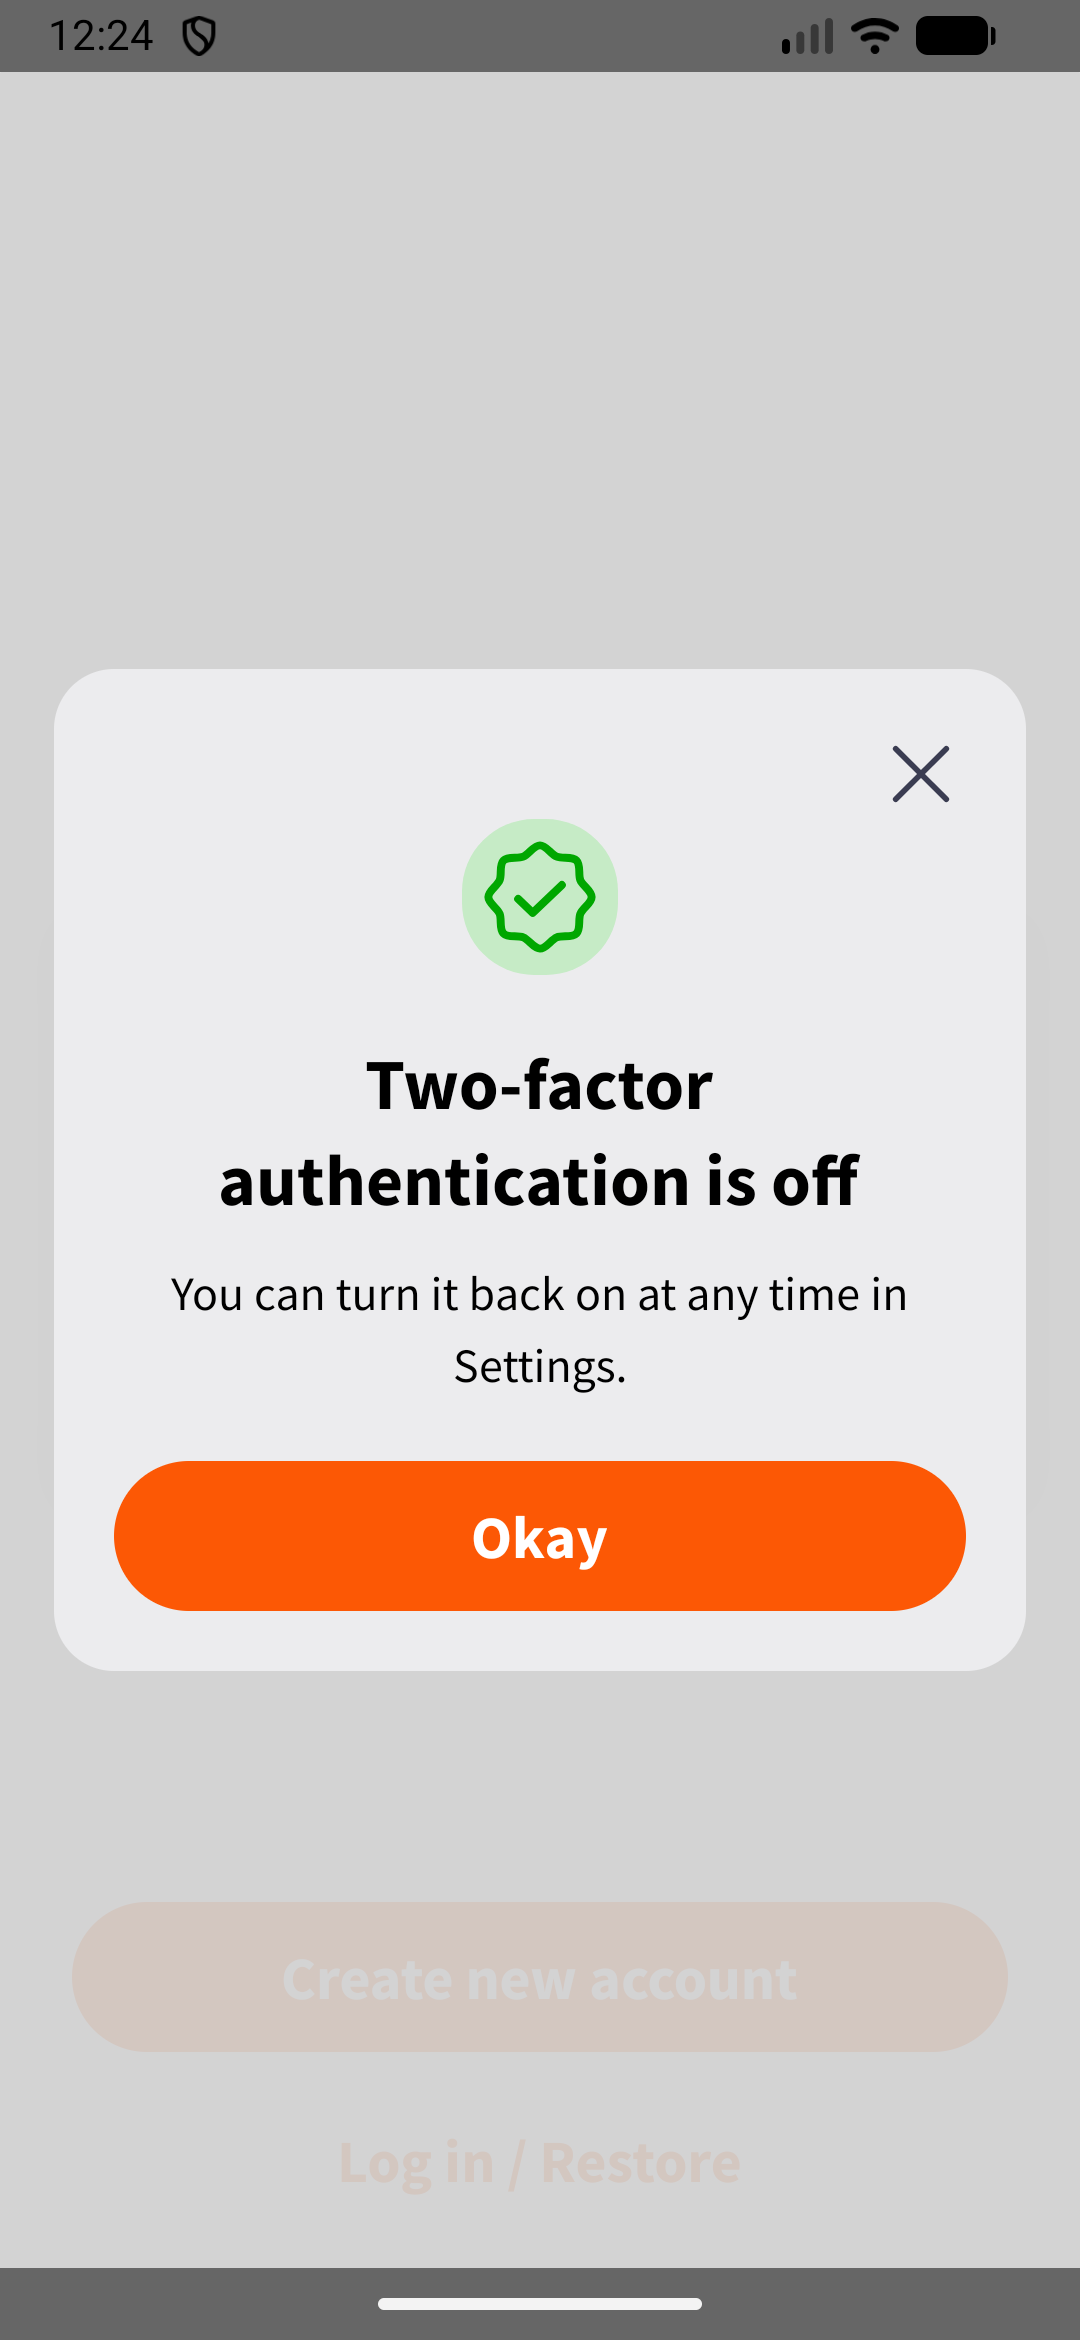 12:24
Two-factor
authentication is off
You can turn it back on at any time in
Settings.
Okay
Create new account
Log in / Restore